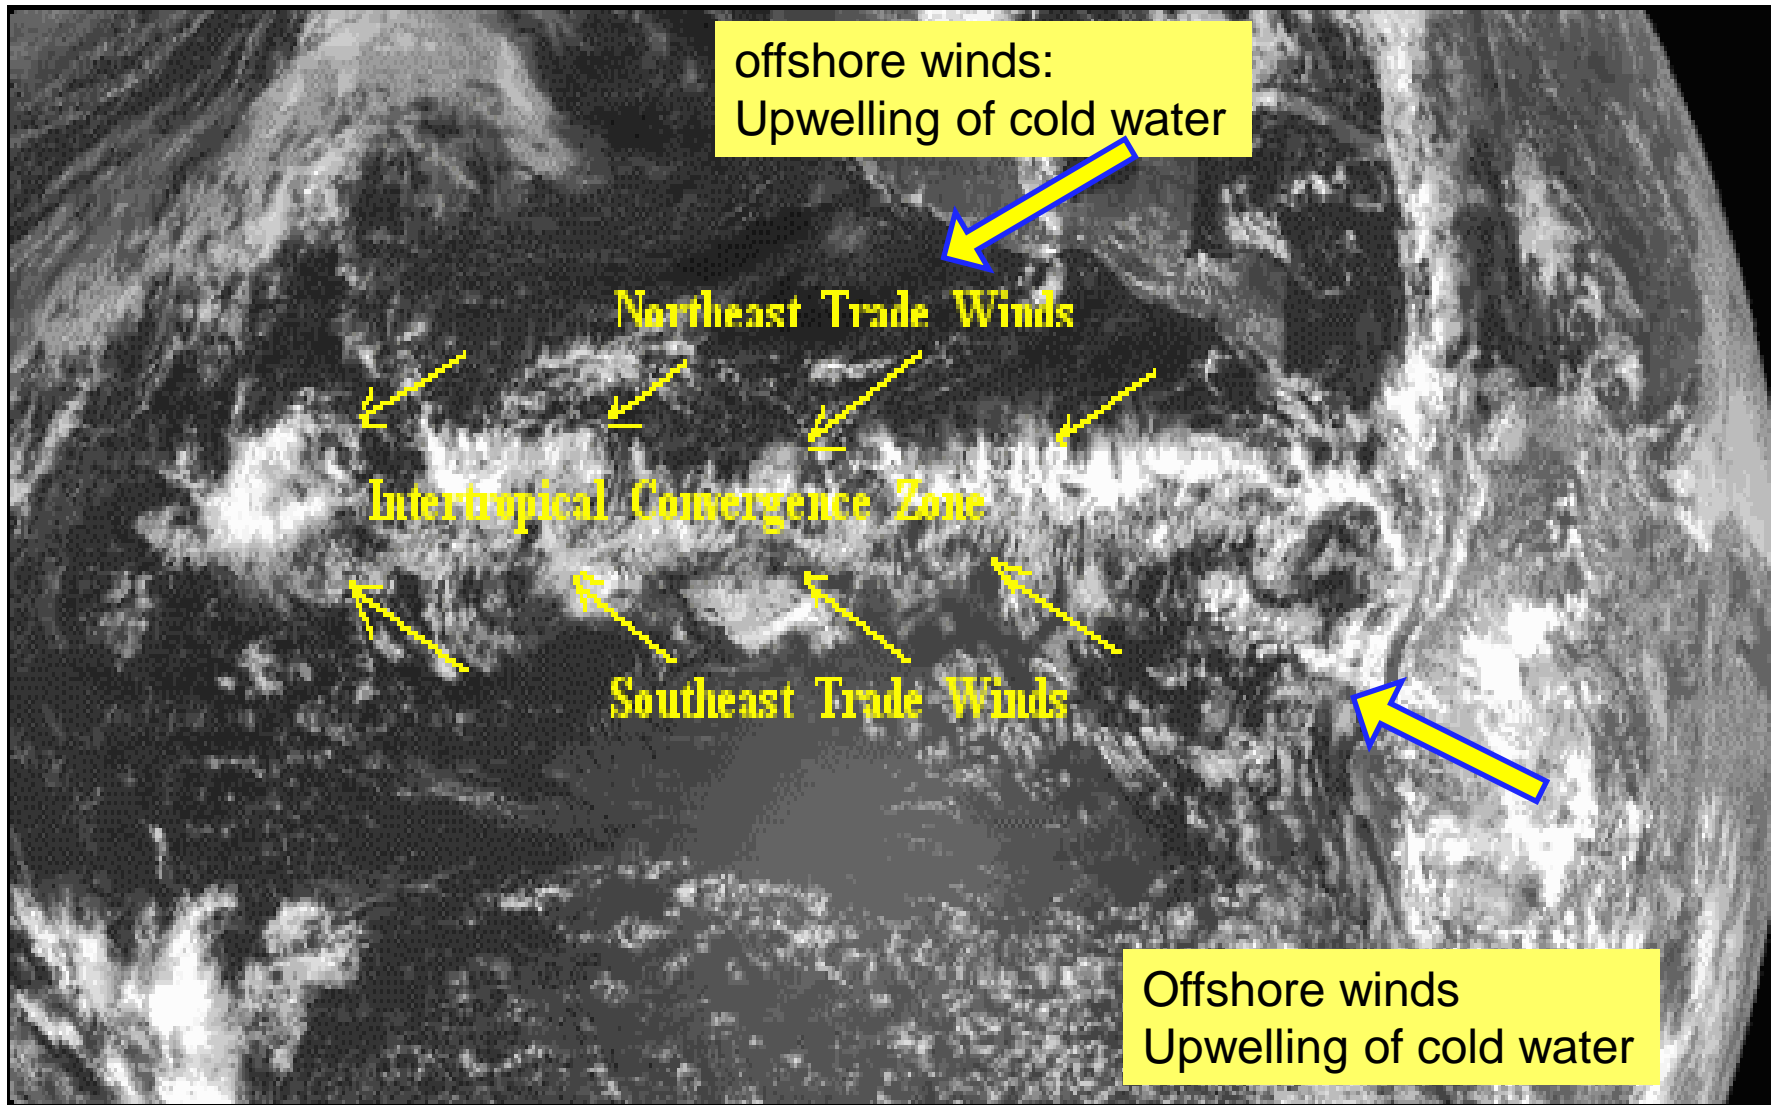 offshore winds:
Upwelling of cold water
Northeast Trade Winds
Intertropical Convergence Zone
Southeast Trade Winds
Offshore winds
Upwelling of cold water